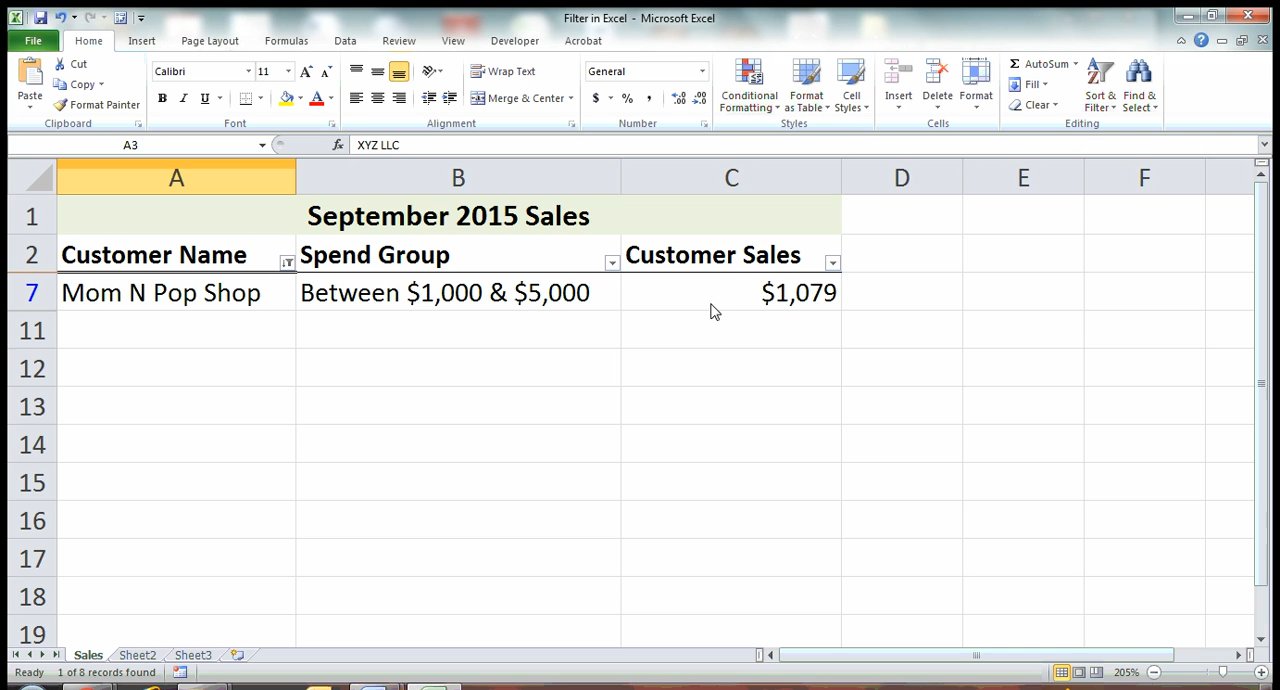 Filter in Excel - Microsoft Excel
File Home Insert Page Layout Formulas Data Review View Developer Acrobat
Paste
Cut
Copy
Format Painter
Clipboard
Calibri 11
B I U
Font
Wrap Text
Merge & Center
Alignment
General
$ % ,
Number
Conditional Formatting
Format as Table
Cell Styles
Styles
Insert Delete Format
Cells
AutoSum
Fill
Clear
Sort & Filter
Find & Select
Editing
A3 fx XYZ LLC
A B C D E F
1 September 2015 Sales
2 Customer Name Spend Group Customer Sales
7 Mom N Pop Shop Between $1,000 & $5,000 $1,079
11
12
13
14
15
16
17
18
19
Sales Sheet2 Sheet3
Ready 1 of 8 records found 205%